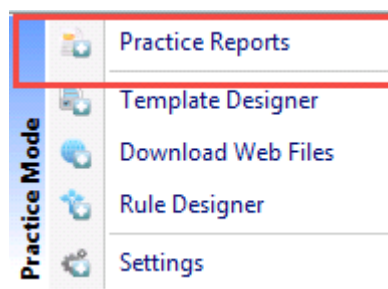 Practice Reports
Template Designer
Download Web Files
Rule Designer
Settings
Practice Mode